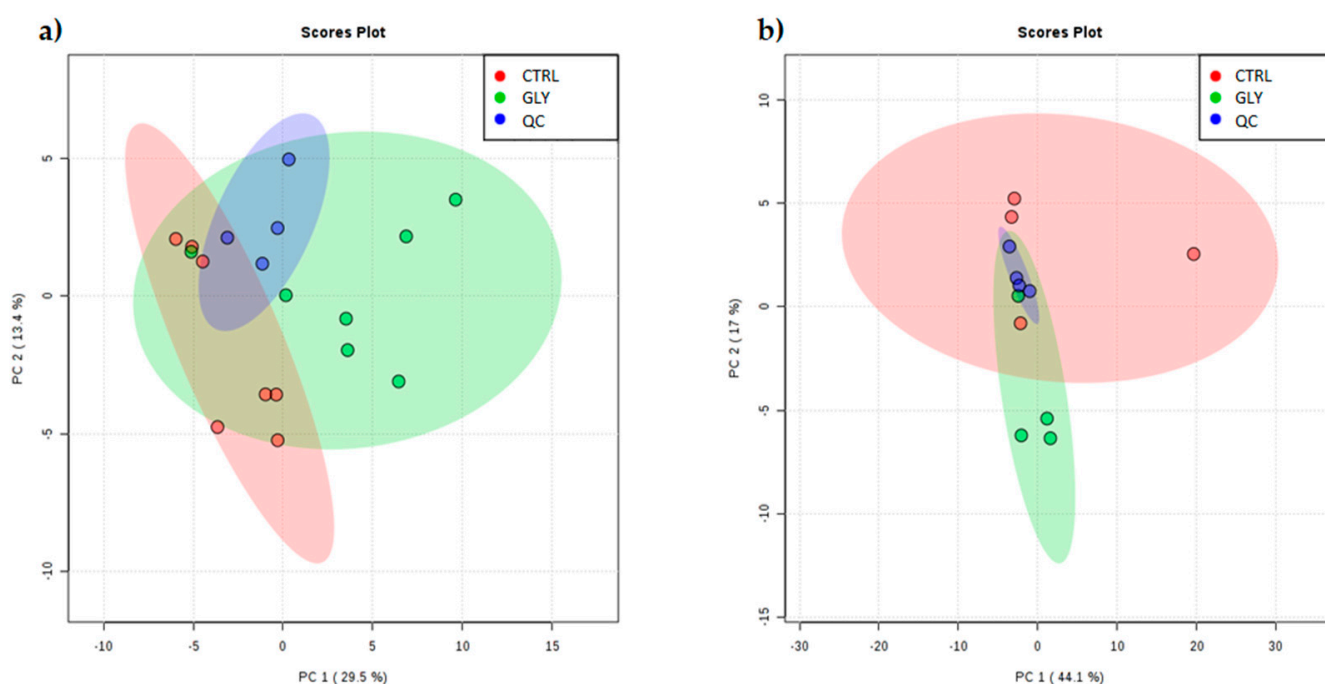 a)
Scores Plot
CTRL
GLY
QC
5
0
-5
-10
PC 2 ( 13.4 %)
-10 -5 0 5 10 15
PC 1 ( 29.5 %)
b)
Scores Plot
CTRL
GLY
QC
10
5
0
-5
-10
-15
PC 2 ( 17 %)
-30 -20 -10 0 10 20 30
PC 1 ( 44.1 %)